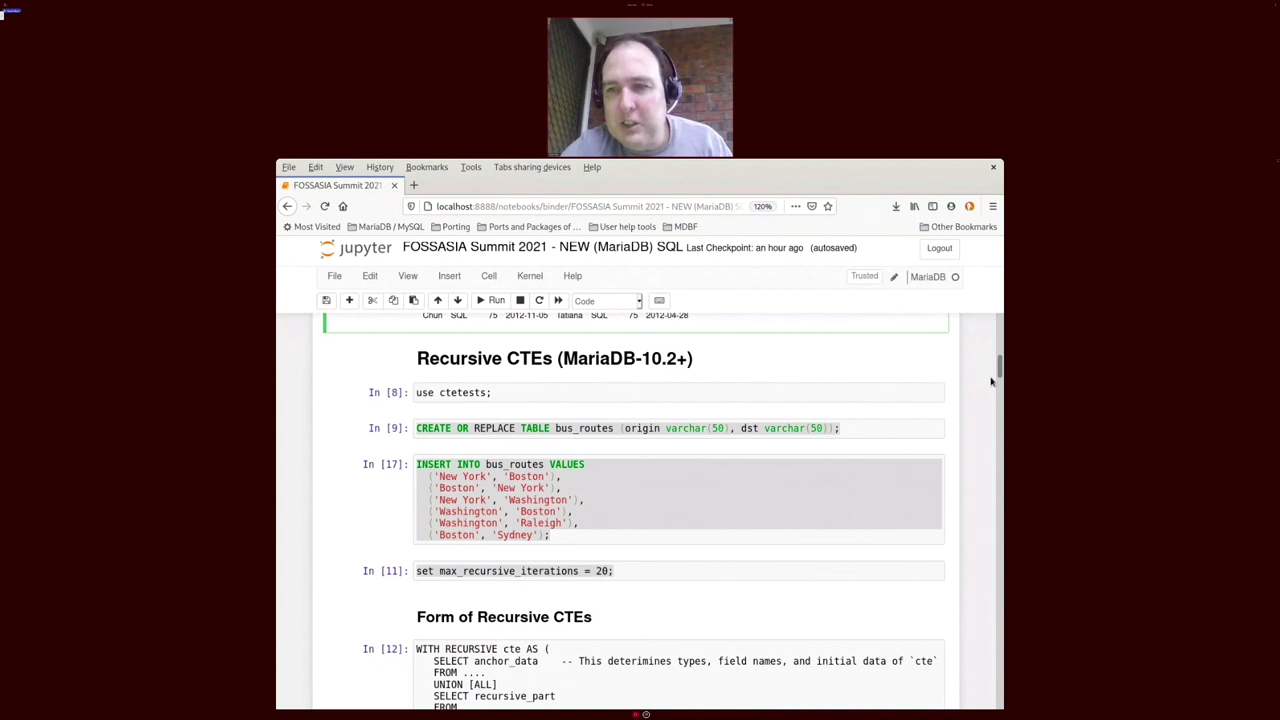 File Edit View History Bookmarks Tools Tabs sharing devices Help
FOSSASIA Summit 2021
localhost:8888/notebooks/binder/FOSSASIA Summit 2021 - NEW (MariaDB) S 120%
Most Visited MariaDB / MySQL Porting Ports and Packages of ... User help tools MDBF Other Bookmarks
jupyter FOSSASIA Summit 2021 - NEW (MariaDB) SQL Last Checkpoint: an hour ago (autosaved) Logout
File Edit View Insert Cell Kernel Help Trusted MariaDB
Run Code
Chun SQL 75 2012-11-05 Tatiana SQL 75 2012-04-28
Recursive CTEs (MariaDB-10.2+)
In [8]: use ctetests;
In [9]: CREATE OR REPLACE TABLE bus_routes (origin varchar(50), dst varchar(50));
In [17]: INSERT INTO bus_routes VALUES
('New York', 'Boston'),
('Boston', 'New York'),
('New York', 'Washington'),
('Washington', 'Boston'),
('Washington', 'Raleigh'),
('Boston', 'Sydney');
In [11]: set max_recursive_iterations = 20;
Form of Recursive CTEs
In [12]: WITH RECURSIVE cte AS (
SELECT anchor_data -- This deterimines types, field names, and initial data of `cte`
FROM ....
UNION [ALL]
SELECT recursive_part
FROM